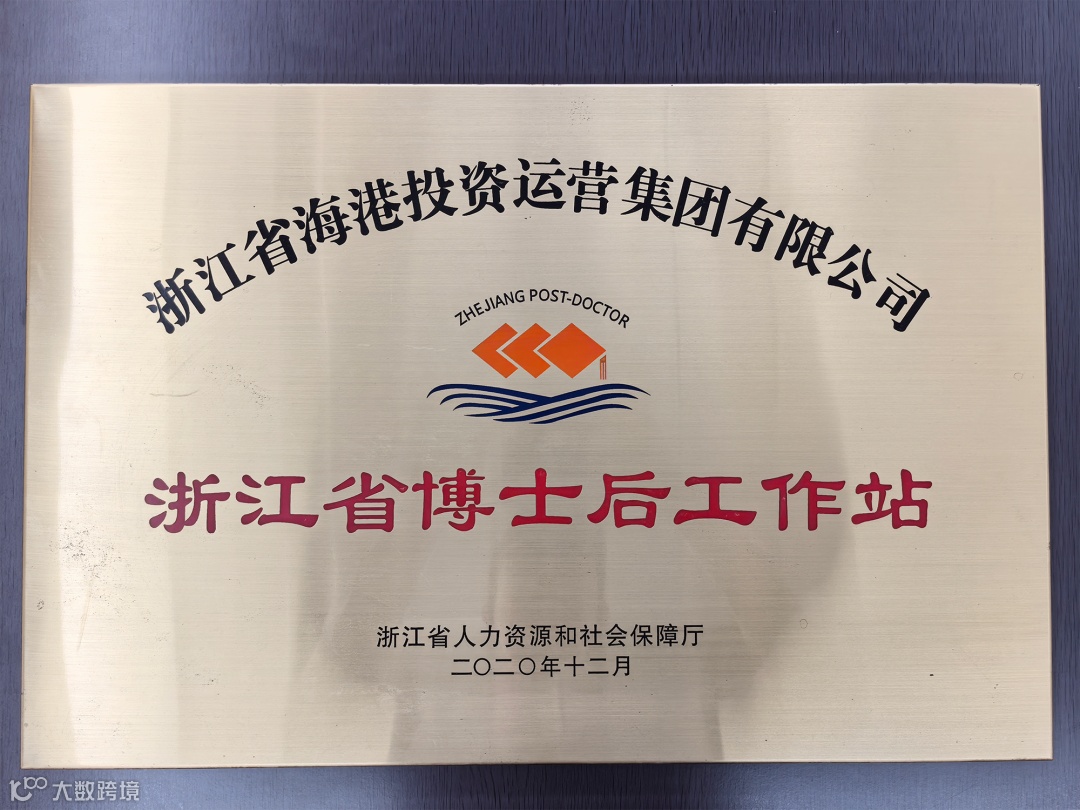 浙江省海港投资运营集团有限公司
ZHEJIANG POST-DOCTOR
浙江省博士后工作站
浙江省人力资源和社会保障厅
二〇二〇年十二月
大数跨境